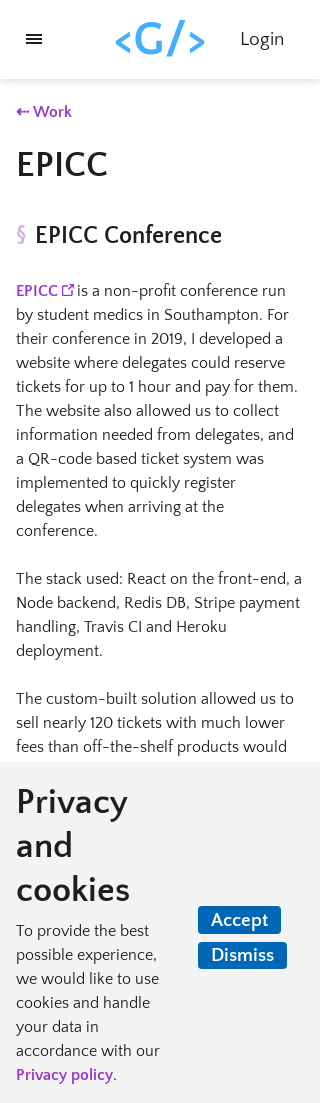 <G/>
Login
⇠ Work
EPICC
§ EPICC Conference
EPICC is a non-profit conference run
by student medics in Southampton. For
their conference in 2019, I developed a
website where delegates could reserve
tickets for up to 1 hour and pay for them.
The website also allowed us to collect
information needed from delegates, and
a QR-code based ticket system was
implemented to quickly register
delegates when arriving at the
conference.
The stack used: React on the front-end, a
Node backend, Redis DB, Stripe payment
handling, Travis CI and Heroku
deployment.
The custom-built solution allowed us to
sell nearly 120 tickets with much lower
fees than off-the-shelf products would
Privacy
and
cookies
To provide the best
possible experience,
we would like to use
cookies and handle
your data in
accordance with our
Privacy policy.
Accept
Dismiss